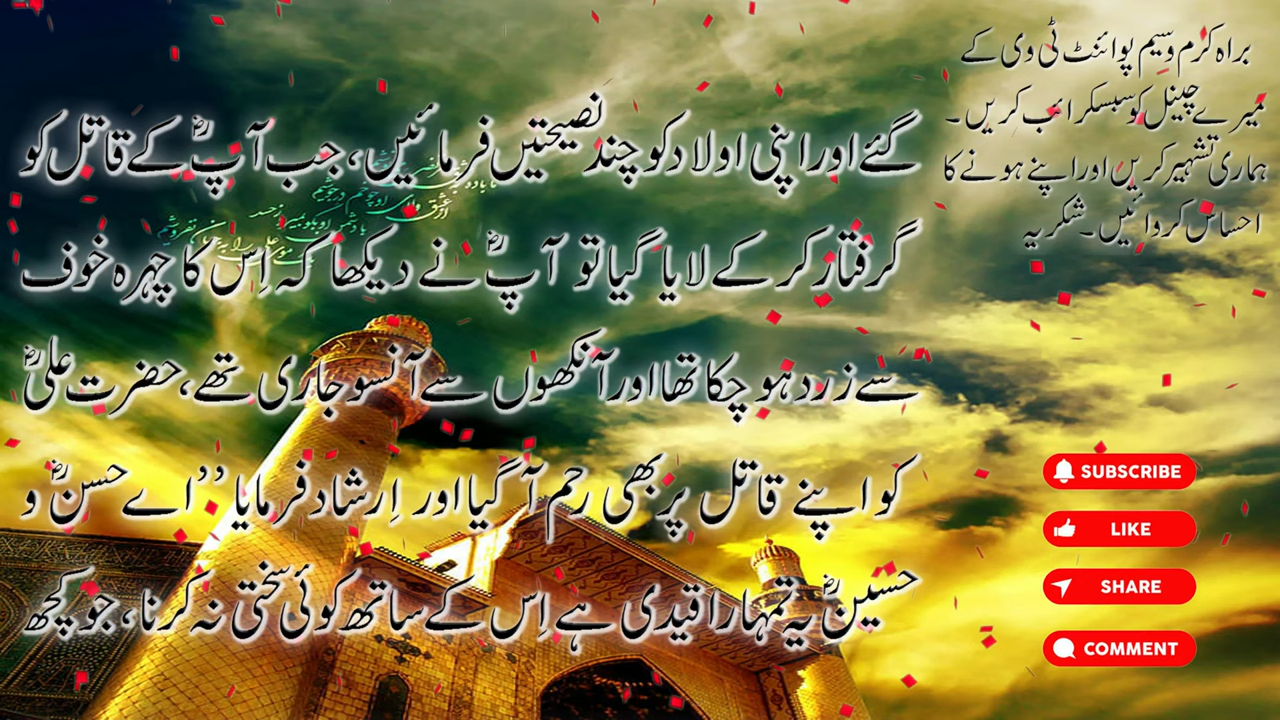 گئے اور اپنی اولاد کو چند نصیحتیں فرمائیں، جب آپؓ کے قاتل کو
گرفتار کر کے لایا گیا تو آپؓ نے دیکھا کہ اِس کا چہرہ خوف
سے زرد ہو چکا تھا اور آنکھوں سے آنسو جاری تھے، حضرت علیؓ
کو اپنے قاتل پر بھی رحم آ گیا اور اِرشاد فرمایا ’’اے حسنؓ و
حسینؓ یہ تمہارا قیدی ہے اِس کے ساتھ کوئی سختی نہ کرنا، جو کچھ
براہ کرم وسیم پوائنٹ ٹی وی کے
میرے چینل کو سبسکرائب کریں۔
ہماری تشہیر کریں اور اپنے ہونے کا
احساس کروائیں۔ شکریہ
SUBSCRIBE
LIKE
SHARE
COMMENT